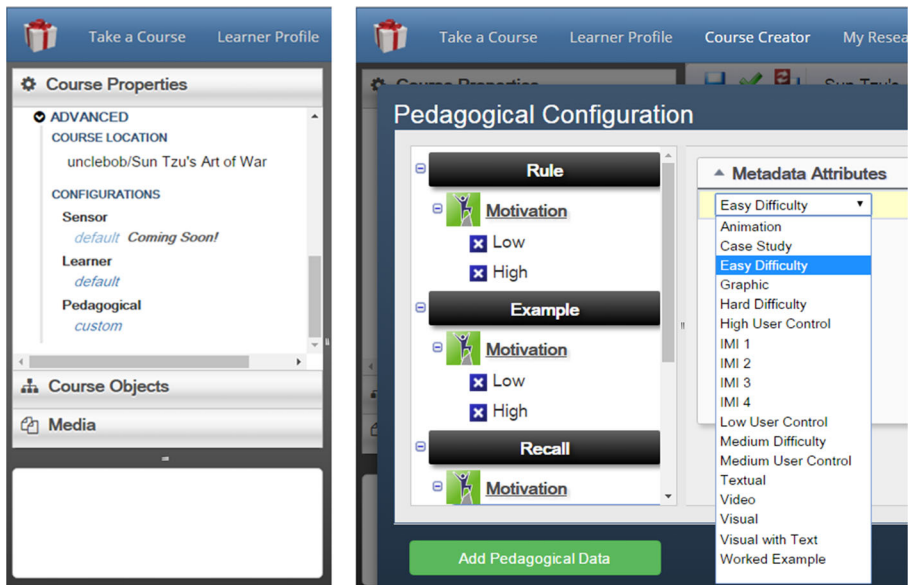 Take a Course Learner Profile
Course Properties
ADVANCED
COURSE LOCATION
unclebob/Sun Tzu's Art of War
CONFIGURATIONS
Sensor
default Coming Soon!
Learner
default
Pedagogical
custom
Course Objects
Media
Take a Course Learner Profile Course Creator My Resea
Course Properties Sun Tzu's
Pedagogical Configuration
Rule
Motivation
Low
High
Example
Motivation
Low
High
Recall
Motivation
Add Pedagogical Data
Metadata Attributes
Easy Difficulty
Animation
Case Study
Easy Difficulty
Graphic
Hard Difficulty
High User Control
IMI 1
IMI 2
IMI 3
IMI 4
Low User Control
Medium Difficulty
Medium User Control
Textual
Video
Visual
Visual with Text
Worked Example